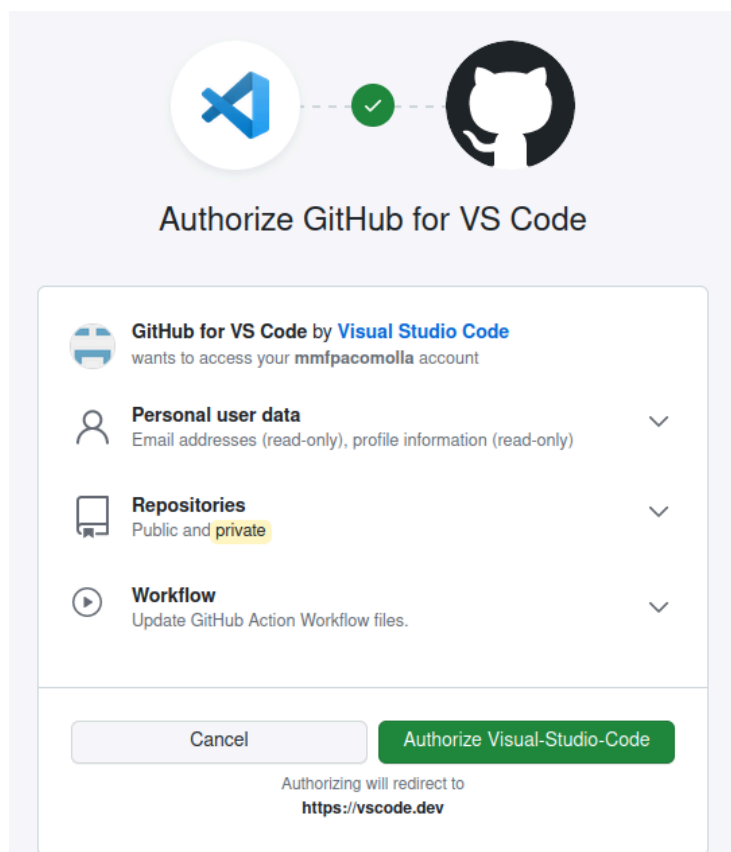 Authorize GitHub for VS Code
GitHub for VS Code by Visual Studio Code
wants to access your mmfpacomolla account
Personal user data
Email addresses (read-only), profile information (read-only)
Repositories
Public and private
Workflow
Update GitHub Action Workflow files.
Cancel
Authorize Visual-Studio-Code
Authorizing will redirect to
https://vscode.dev